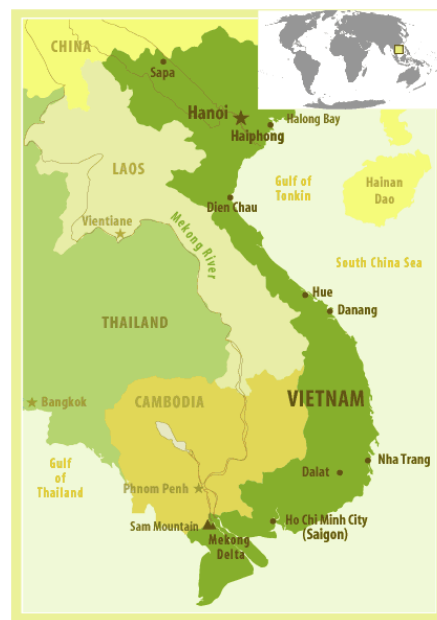 CHINA
Sapa
Hanoi
Halong Bay
Haiphong
LAOS
Gulf of
Tonkin
Hainan
Dao
Dien Chau
Vientiane
Mekong River
South China Sea
Hue
Danang
THAILAND
Bangkok
CAMBODIA
VIETNAM
Gulf
of
Thailand
Nha Trang
Dalat
Phnom Penh
Sam Mountain
Ho Chi Minh City
(Saigon)
Mekong
Delta